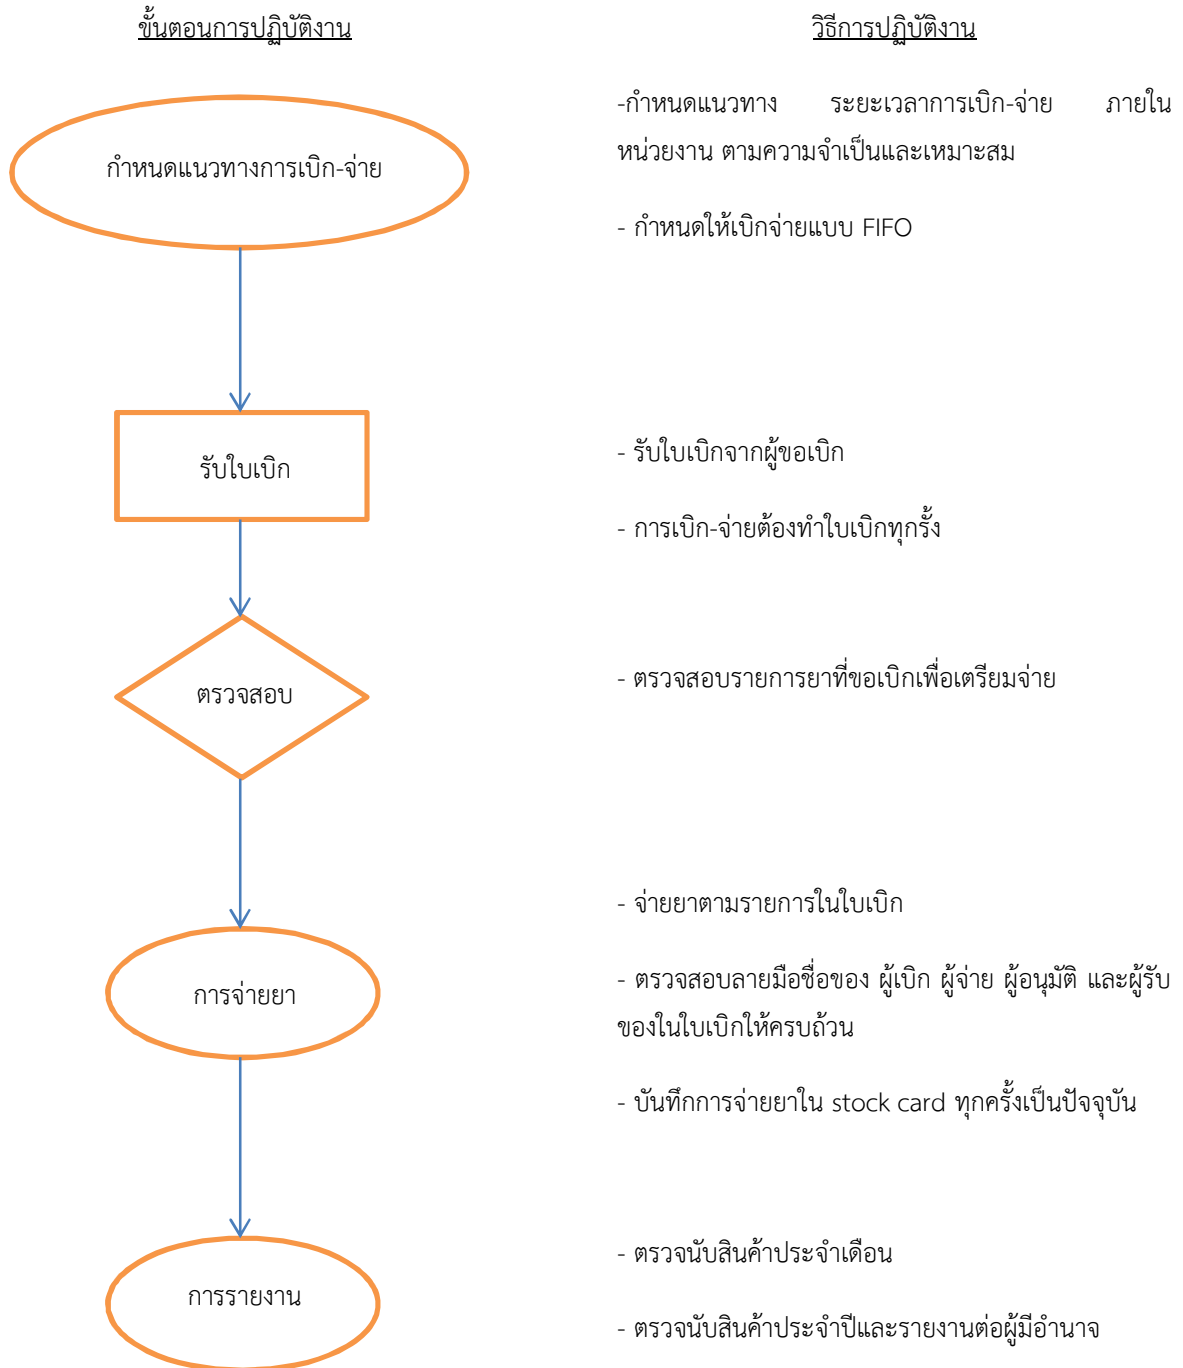 ขั้นตอนการปฏิบัติงาน
วิธีการปฏิบัติงาน
กำหนดแนวทางการเบิก-จ่าย
-กำหนดแนวทาง ระยะเวลาการเบิก-จ่าย ภายใน
หน่วยงาน ตามความจำเป็นและเหมาะสม
- กำหนดให้เบิกจ่ายแบบ FIFO
รับใบเบิก
- รับใบเบิกจากผู้ขอเบิก
- การเบิก-จ่ายต้องทำใบเบิกทุกรั้ง
ตรวจสอบ
- ตรวจสอบรายการยาที่ขอเบิกเพื่อเตรียมจ่าย
การจ่ายยา
- จ่ายยาตามรายการในใบเบิก
- ตรวจสอบลายมือชื่อของ ผู้เบิก ผู้จ่าย ผู้อนุมัติ และผู้รับ
ของในใบเบิกให้ครบถ้วน
- บันทึกการจ่ายยาใน stock card ทุกครั้งเป็นปัจจุบัน
การรายงาน
- ตรวจนับสินค้าประจำเดือน
- ตรวจนับสินค้าประจำปีและรายงานต่อผู้มีอำนาจ